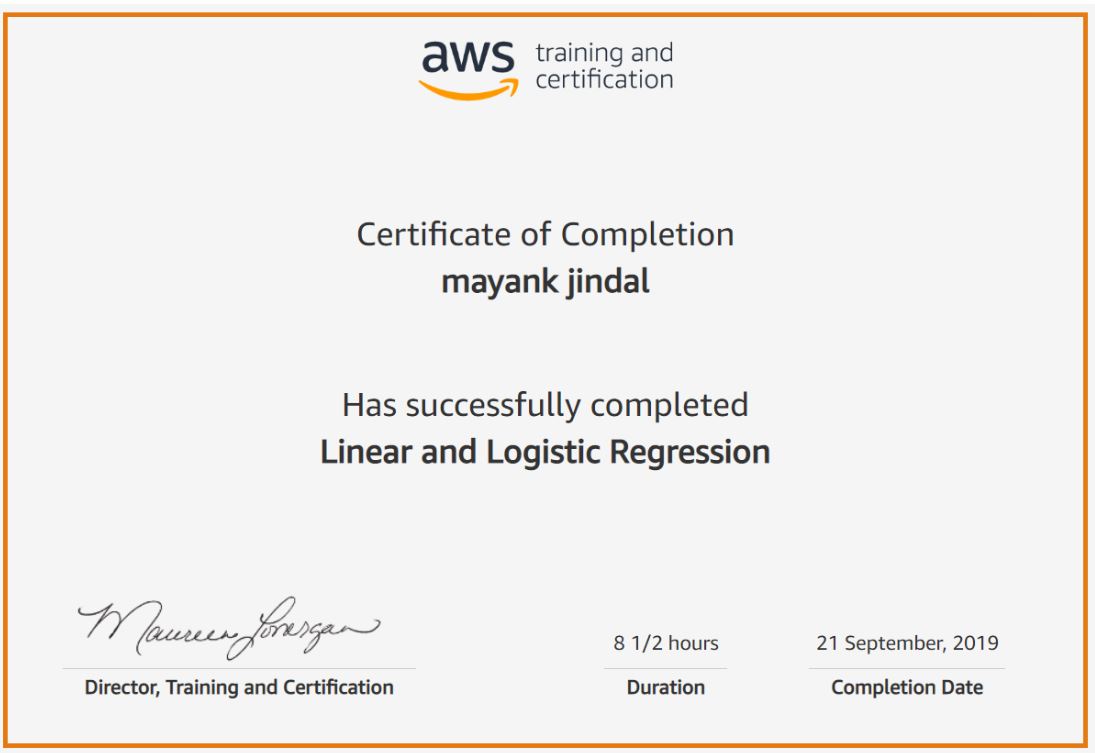 aws training and
certification
Certificate of Completion
mayank jindal
Has successfully completed
Linear and Logistic Regression
Maureen Lonergan
8 1/2 hours
21 September, 2019
Director, Training and Certification
Duration
Completion Date